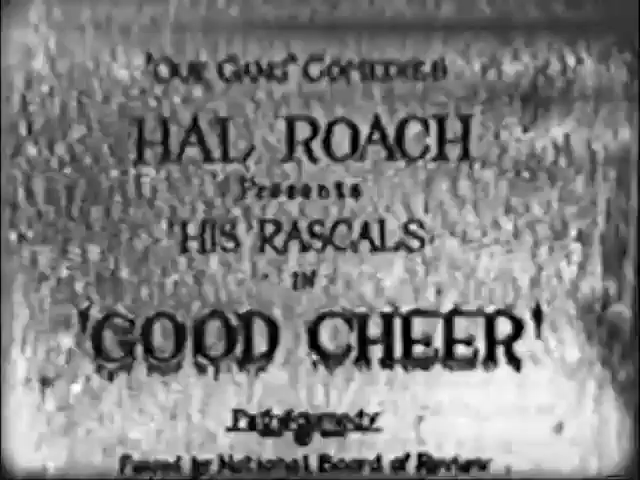 "OUR GANG" COMEDIES
HAL ROACH
Presents
HIS RASCALS
IN
'GOOD CHEER'
Passed by National Board of Review